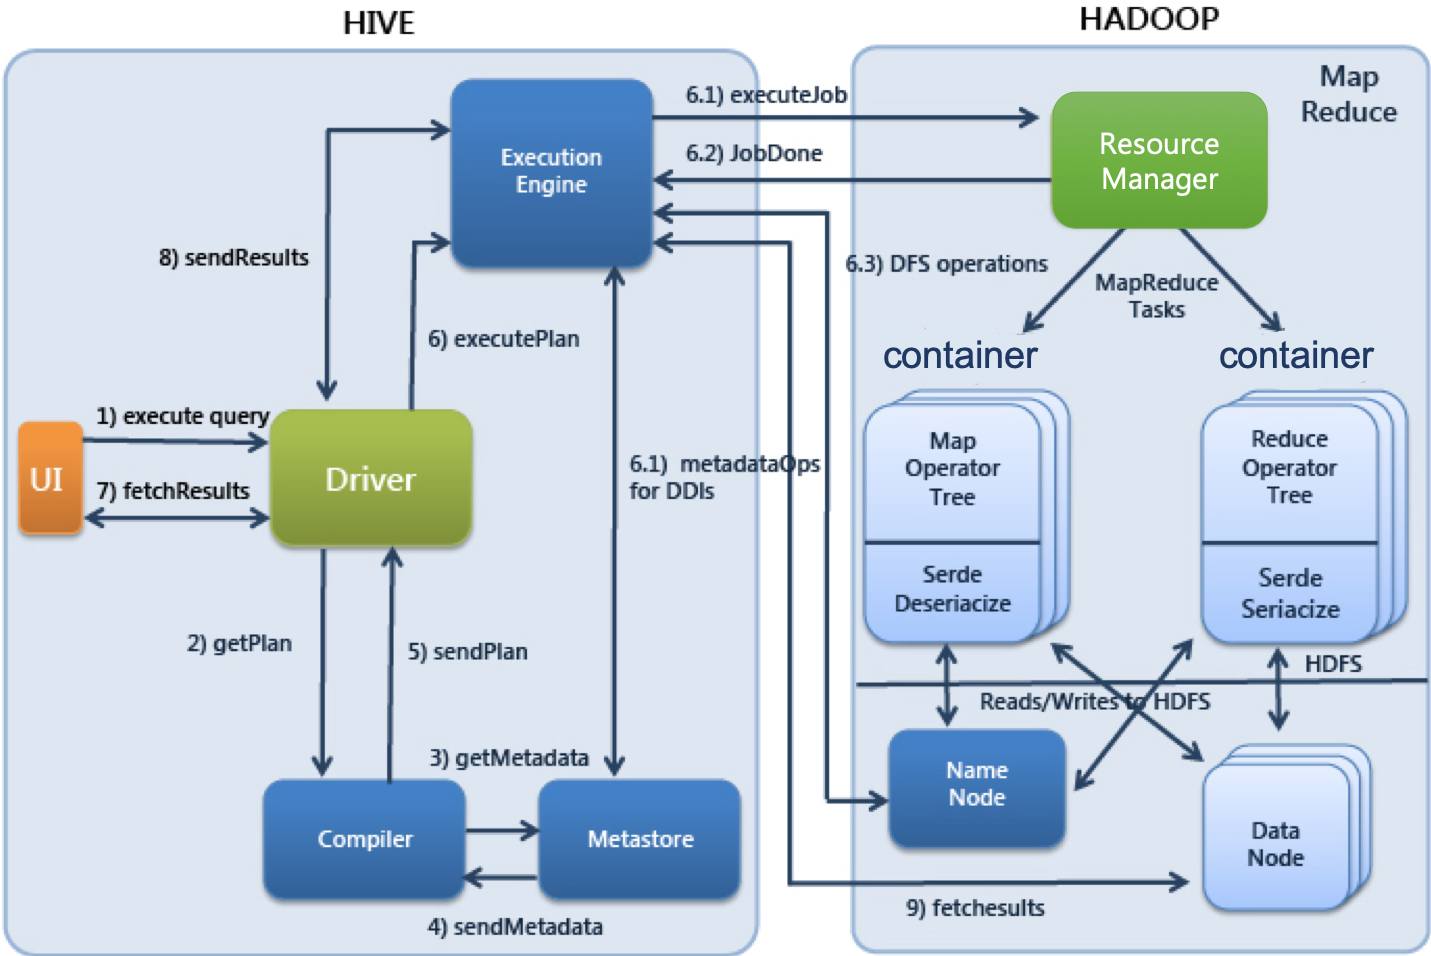 HIVE
HADOOP
Map
Reduce
6.1) executeJob
Resource
Manager
Execution
Engine
6.2) JobDone
8) sendResults
6.3) DFS operations
MapReduce
Tasks
6) executePlan
container
container
1) execute query
UI
Driver
7) fetchResults
6.1) metadataOps
for DDIs
Map
Operator
Tree
Reduce
Operator
Tree
Serde
Deseriacize
Serde
Seriacize
2) getPlan
5) sendPlan
HDFS
Reads/Writes to HDFS
3) getMetadata
Name
Node
Compiler
Metastore
Data
Node
9) fetchesults
4) sendMetadata